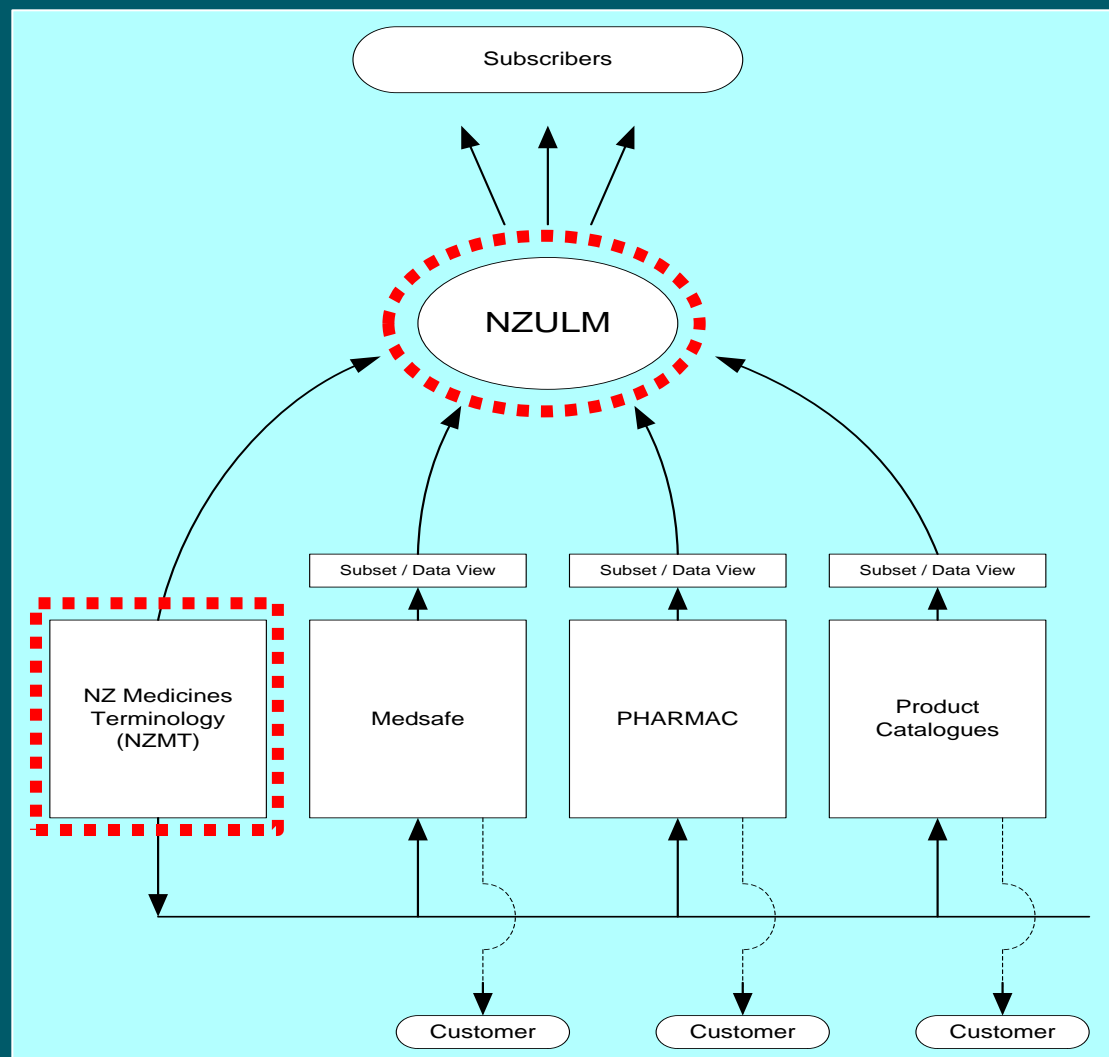 Subscribers
NZULM
Subset / Data View
Subset / Data View
Subset / Data View
NZ Medicines
Terminology
(NZMT)
Medsafe
PHARMAC
Product
Catalogues
Customer
Customer
Customer